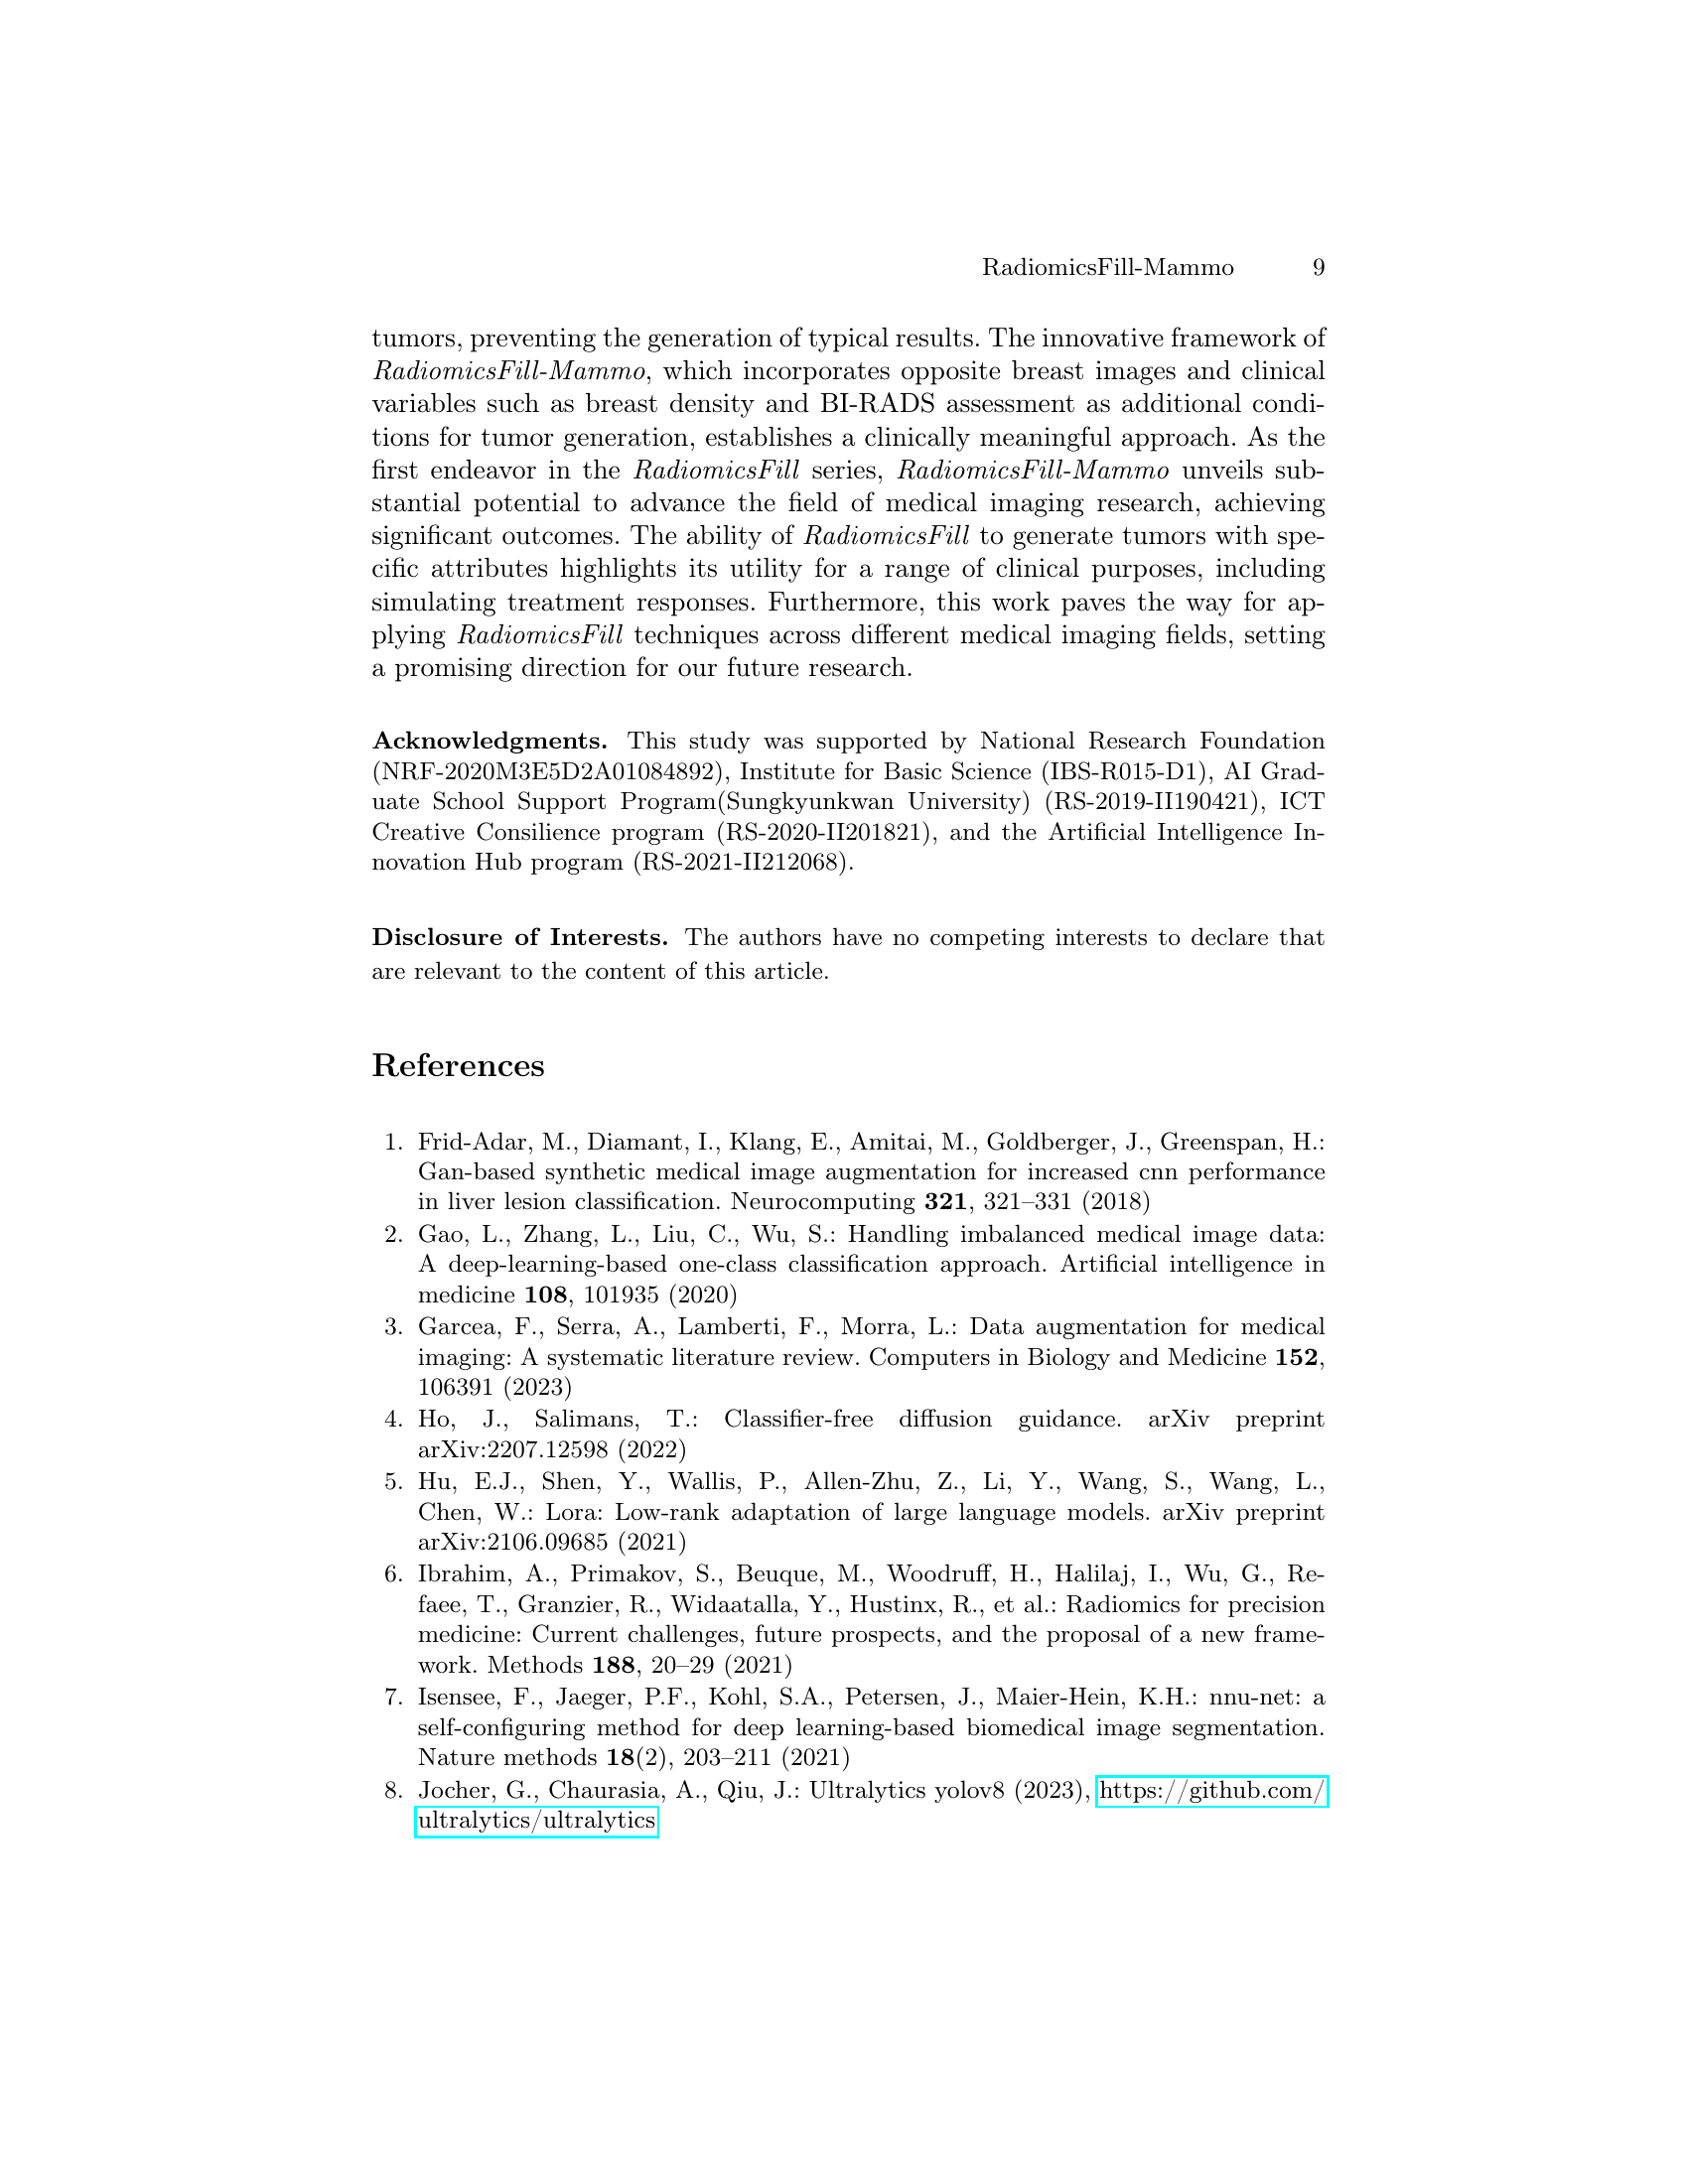 RadiomicsFill-Mammo 9
tumors, preventing the generation of typical results. The innovative framework of
RadiomicsFill-Mammo, which incorporates opposite breast images and clinical
variables such as breast density and BI-RADS assessment as additional condi-
tions for tumor generation, establishes a clinically meaningful approach. As the
first endeavor in the RadiomicsFill series, RadiomicsFill-Mammo unveils sub-
stantial potential to advance the field of medical imaging research, achieving
significant outcomes. The ability of RadiomicsFill to generate tumors with spe-
cific attributes highlights its utility for a range of clinical purposes, including
simulating treatment responses. Furthermore, this work paves the way for ap-
plying RadiomicsFill techniques across different medical imaging fields, setting
a promising direction for our future research.
Acknowledgments. This study was supported by National Research Foundation
(NRF-2020M3E5D2A01084892), Institute for Basic Science (IBS-R015-D1), AI Grad-
uate School Support Program(Sungkyunkwan University) (RS-2019-II190421), ICT
Creative Consilience program (RS-2020-II201821), and the Artificial Intelligence In-
novation Hub program (RS-2021-II212068).
Disclosure of Interests. The authors have no competing interests to declare that
are relevant to the content of this article.
References
1. Frid-Adar, M., Diamant, I., Klang, E., Amitai, M., Goldberger, J., Greenspan, H.:
Gan-based synthetic medical image augmentation for increased cnn performance
in liver lesion classification. Neurocomputing 321, 321–331 (2018)
2. Gao, L., Zhang, L., Liu, C., Wu, S.: Handling imbalanced medical image data:
A deep-learning-based one-class classification approach. Artificial intelligence in
medicine 108, 101935 (2020)
3. Garcea, F., Serra, A., Lamberti, F., Morra, L.: Data augmentation for medical
imaging: A systematic literature review. Computers in Biology and Medicine 152,
106391 (2023)
4. Ho, J., Salimans, T.: Classifier-free diffusion guidance. arXiv preprint
arXiv:2207.12598 (2022)
5. Hu, E.J., Shen, Y., Wallis, P., Allen-Zhu, Z., Li, Y., Wang, S., Wang, L.,
Chen, W.: Lora: Low-rank adaptation of large language models. arXiv preprint
arXiv:2106.09685 (2021)
6. Ibrahim, A., Primakov, S., Beuque, M., Woodruff, H., Halilaj, I., Wu, G., Re-
faee, T., Granzier, R., Widaatalla, Y., Hustinx, R., et al.: Radiomics for precision
medicine: Current challenges, future prospects, and the proposal of a new frame-
work. Methods 188, 20–29 (2021)
7. Isensee, F., Jaeger, P.F., Kohl, S.A., Petersen, J., Maier-Hein, K.H.: nnu-net: a
self-configuring method for deep learning-based biomedical image segmentation.
Nature methods 18(2), 203–211 (2021)
8. Jocher, G., Chaurasia, A., Qiu, J.: Ultralytics yolov8 (2023), https://github.com/
ultralytics/ultralytics